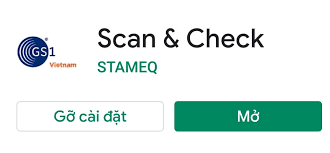 GS1
Vietnam
Scan & Check
STAMEQ
Gỡ cài đặt
Mở